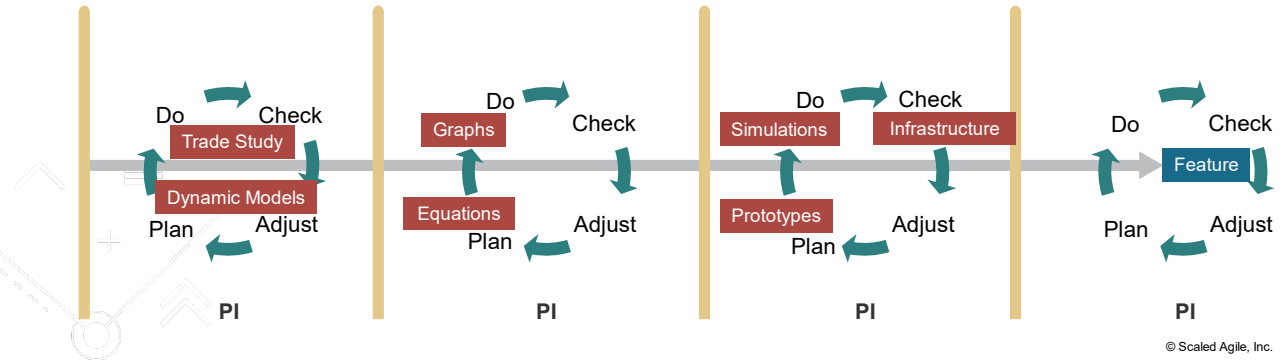 Do
Check
Trade Study
Dynamic Models
Plan
Adjust
PI
Do
Check
Graphs
Equations
Plan
Adjust
PI
Do
Check
Simulations
Infrastructure
Prototypes
Plan
Adjust
PI
Do
Check
Feature
Plan
Adjust
PI
© Scaled Agile, Inc.